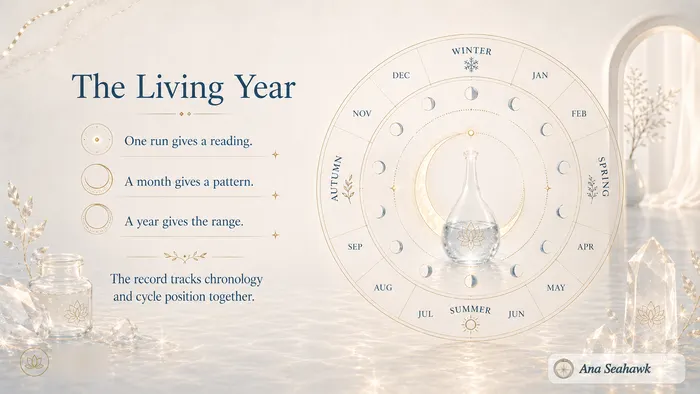 The Living Year
One run gives a reading.
A month gives a pattern.
A year gives the range.
The record tracks chronology
and cycle position together.
WINTER
JAN
FEB
SPRING
APR
MAY
JUN
SUMMER
JUL
AUG
SEP
AUTUMN
NOV
DEC
Ana Seahawk